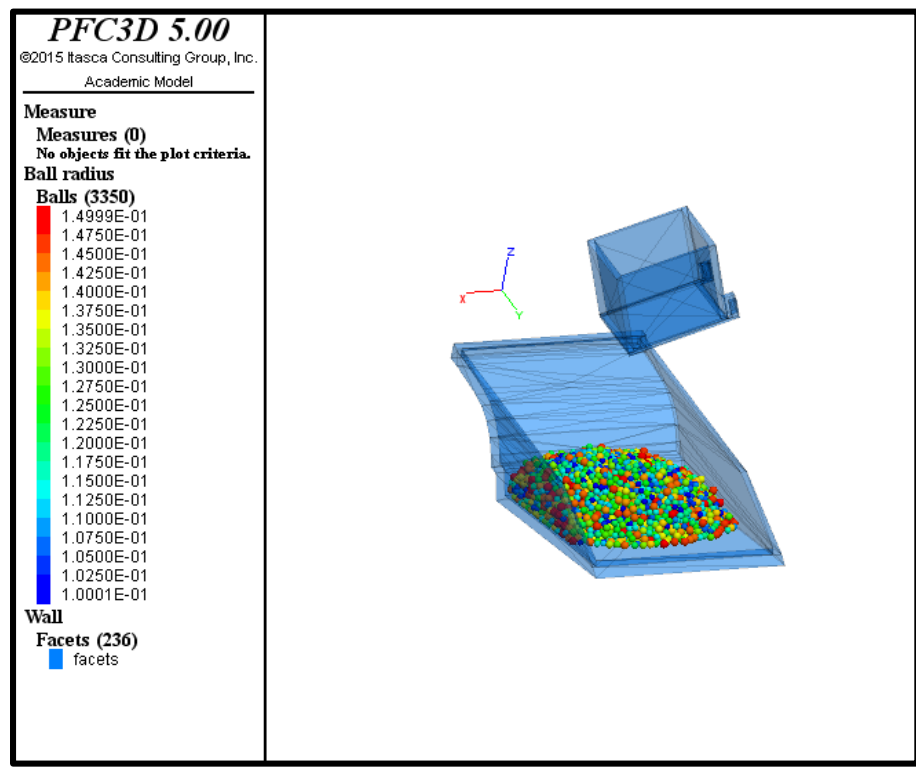 PFC3D 5.00
©2015 Itasca Consulting Group, Inc.
Academic Model
Measure
Measures (0)
No objects fit the plot criteria.
Ball radius
Balls (3350)
1.4999E-01
1.4750E-01
1.4500E-01
1.4250E-01
1.4000E-01
1.3750E-01
1.3500E-01
1.3250E-01
1.3000E-01
1.2750E-01
1.2500E-01
1.2250E-01
1.2000E-01
1.1750E-01
1.1500E-01
1.1250E-01
1.1000E-01
1.0750E-01
1.0500E-01
1.0250E-01
1.0001E-01
Wall
Facets (236)
facets
Z
X
Y